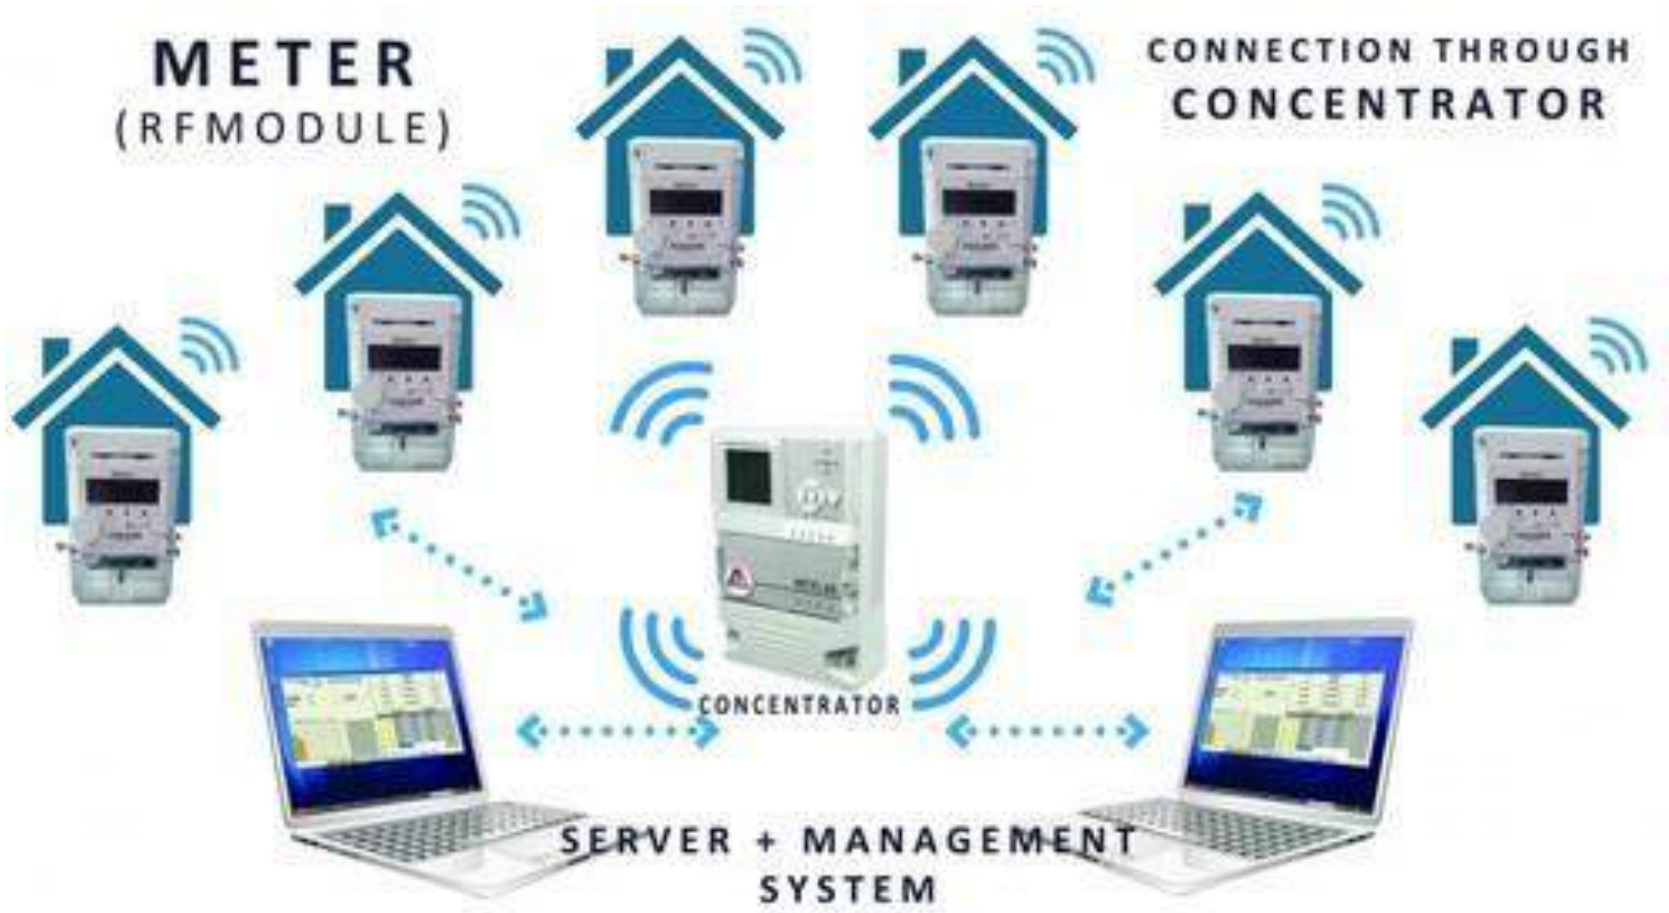 METER
(RFMODULE)
CONNECTION THROUGH
CONCENTRATOR
CONCENTRATOR
SERVER + MANAGEMENT
SYSTEM